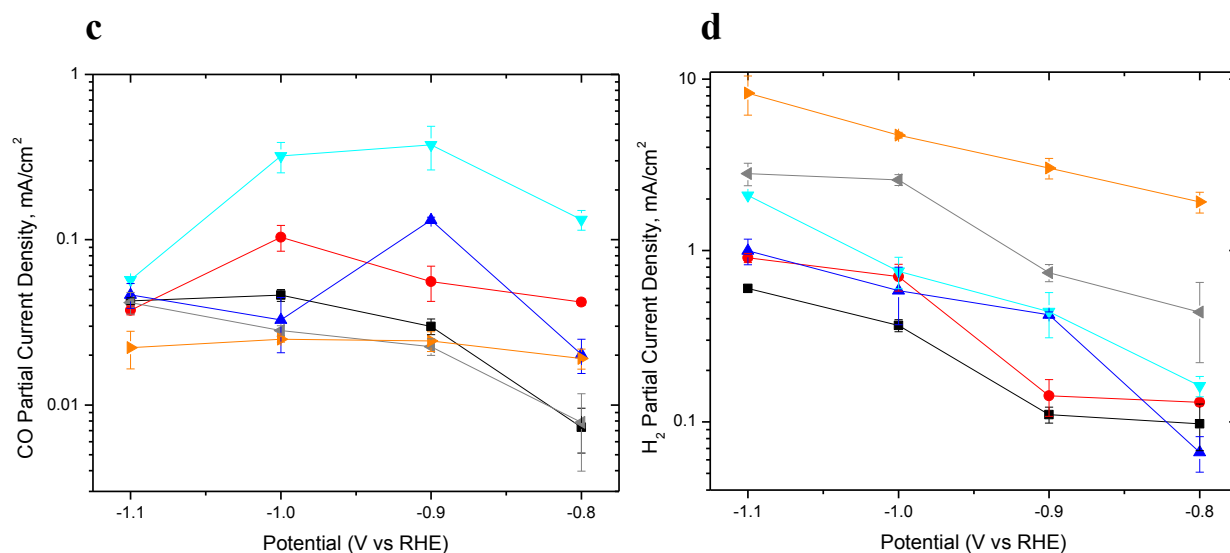 c
1
0.1
0.01
CO Partial Current Density, mA/cm²
-1.1 -1.0 -0.9 -0.8
Potential (V vs RHE)
d
10
1
0.1
H₂ Partial Current Density, mA/cm²
-1.1 -1.0 -0.9 -0.8
Potential (V vs RHE)